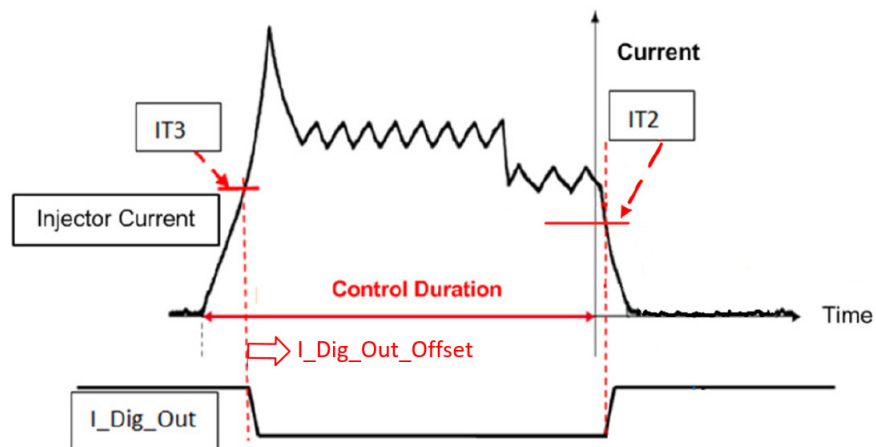 Current
IT3
IT2
Injector Current
Control Duration
Time
I_Dig_Out_Offset
I_Dig_Out